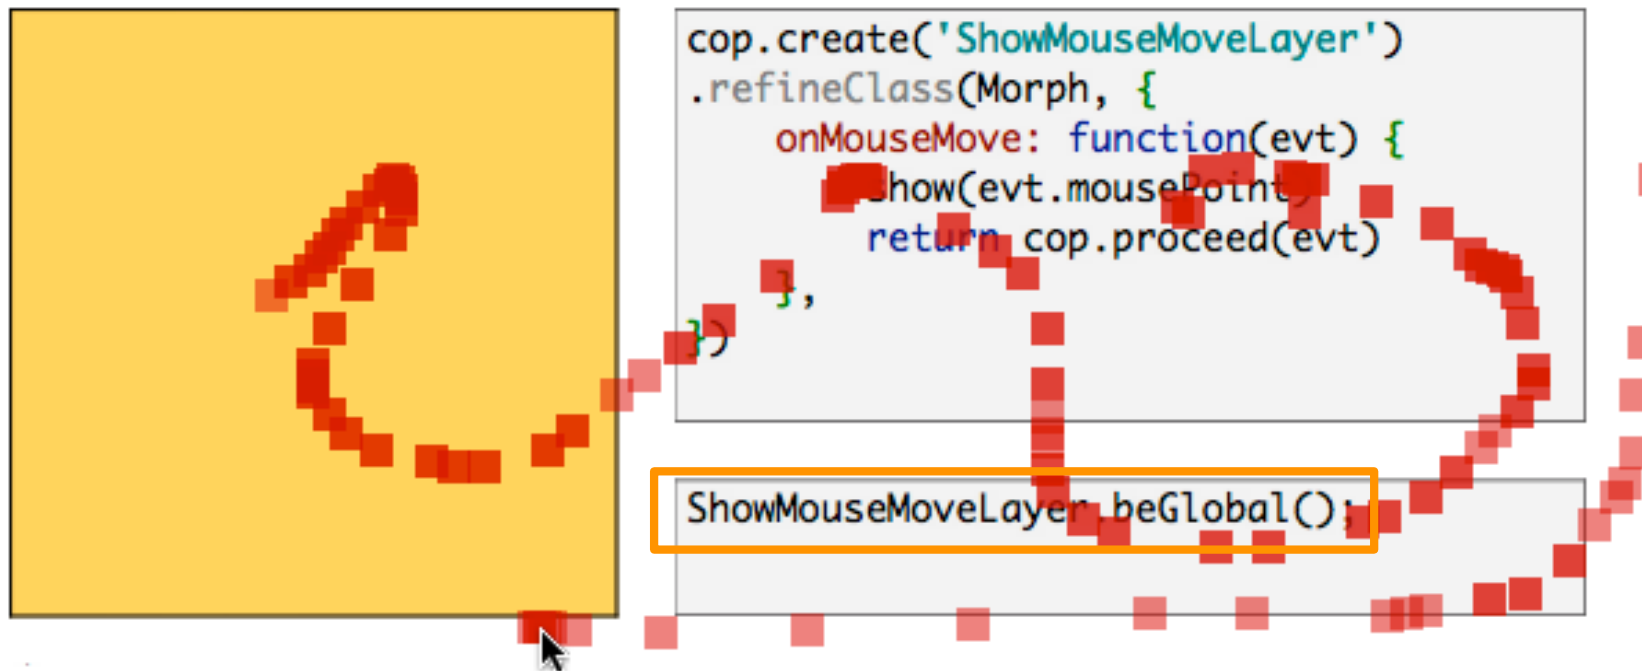 cop.create('ShowMouseMoveLayer')
.refineClass(Morph, {
onMouseMove: function(evt) {
show(evt.mousePoint)
return cop.proceed(evt)
},
})
ShowMouseMoveLayer.beGlobal();